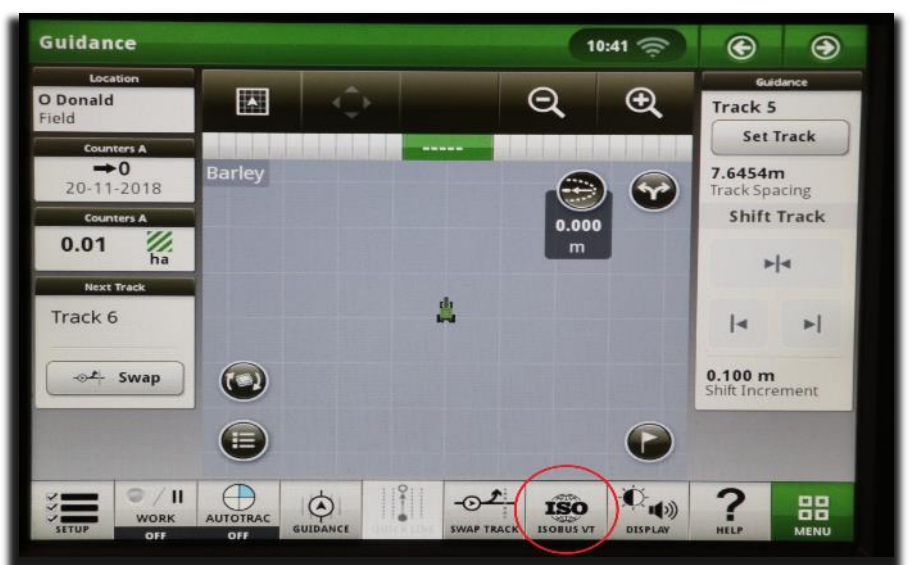 Guidance
10:41
Location
O Donald
Field
Counters A
0
20-11-2018
Counters A
0.01
ha
Next Track
Track 6
Swap
-----
Barley
0.000
m
Guidance
Track 5
Set Track
7.6454m
Track Spacing
Shift Track
0.100 m
Shift Increment
SETUP
WORK
OFF
AUTOTRAC
OFF
GUIDANCE
SWAP TRACK
ISO
ISOBUS VT
DISPLAY
?
HELP
MENU